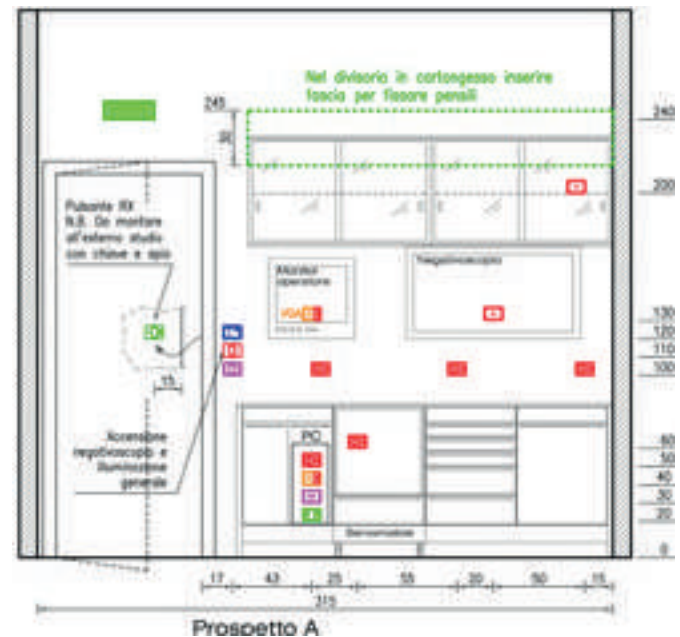 Nel divisorio in cartongesso inserire
fascia per fissare pensili
245
30
240
200
Pulsante RX
N.B. Da montare
all'esterno studio
con chiave e spia
Monitor
operatore
Negativoscopio
VGA
130
120
110
100
15
Accensione
negativoscopio e
illuminazione
generale
PC
60
50
40
30
20
0
17
43
25
55
20
50
15
315
Prospetto A